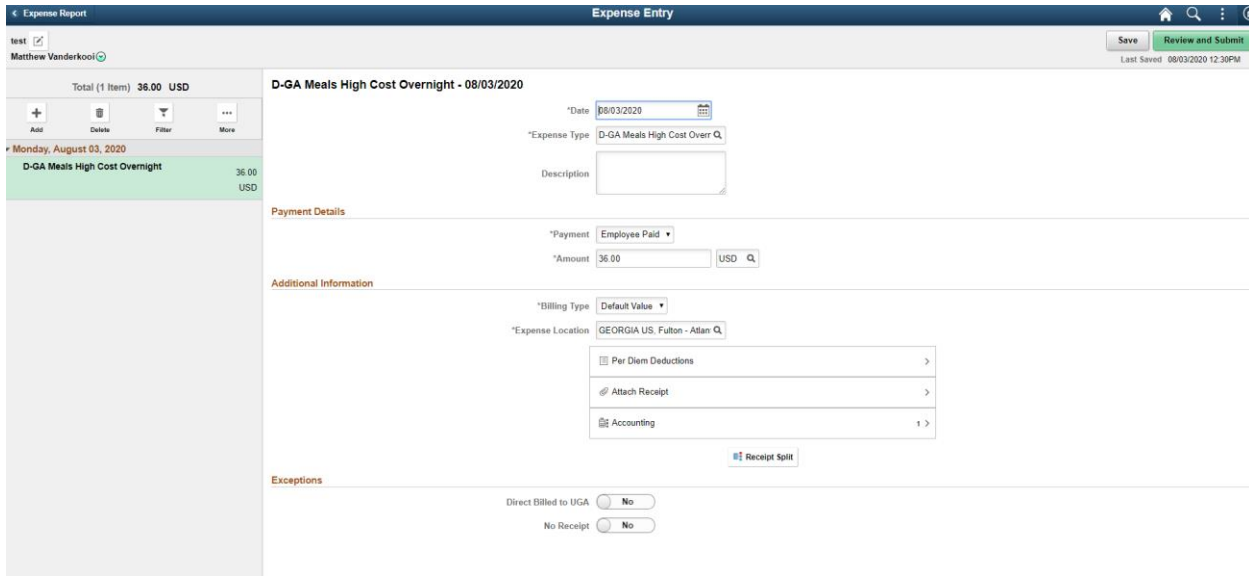 Expense Report
Expense Entry
test
Matthew Vanderkooi
Save
Review and Submit
Last Saved 08/03/2020 12:30PM
Total (1 Item) 36.00 USD
Add Delete Filter More
Monday, August 03, 2020
D-GA Meals High Cost Overnight 36.00
USD
D-GA Meals High Cost Overnight - 08/03/2020
*Date 08/03/2020
*Expense Type D-GA Meals High Cost Overr
Description
Payment Details
*Payment Employee Paid
*Amount 36.00 USD
Additional Information
*Billing Type Default Value
*Expense Location GEORGIA US, Fulton - Atlan
Per Diem Deductions
Attach Receipt
Accounting 1
Receipt Split
Exceptions
Direct Billed to UGA No
No Receipt No